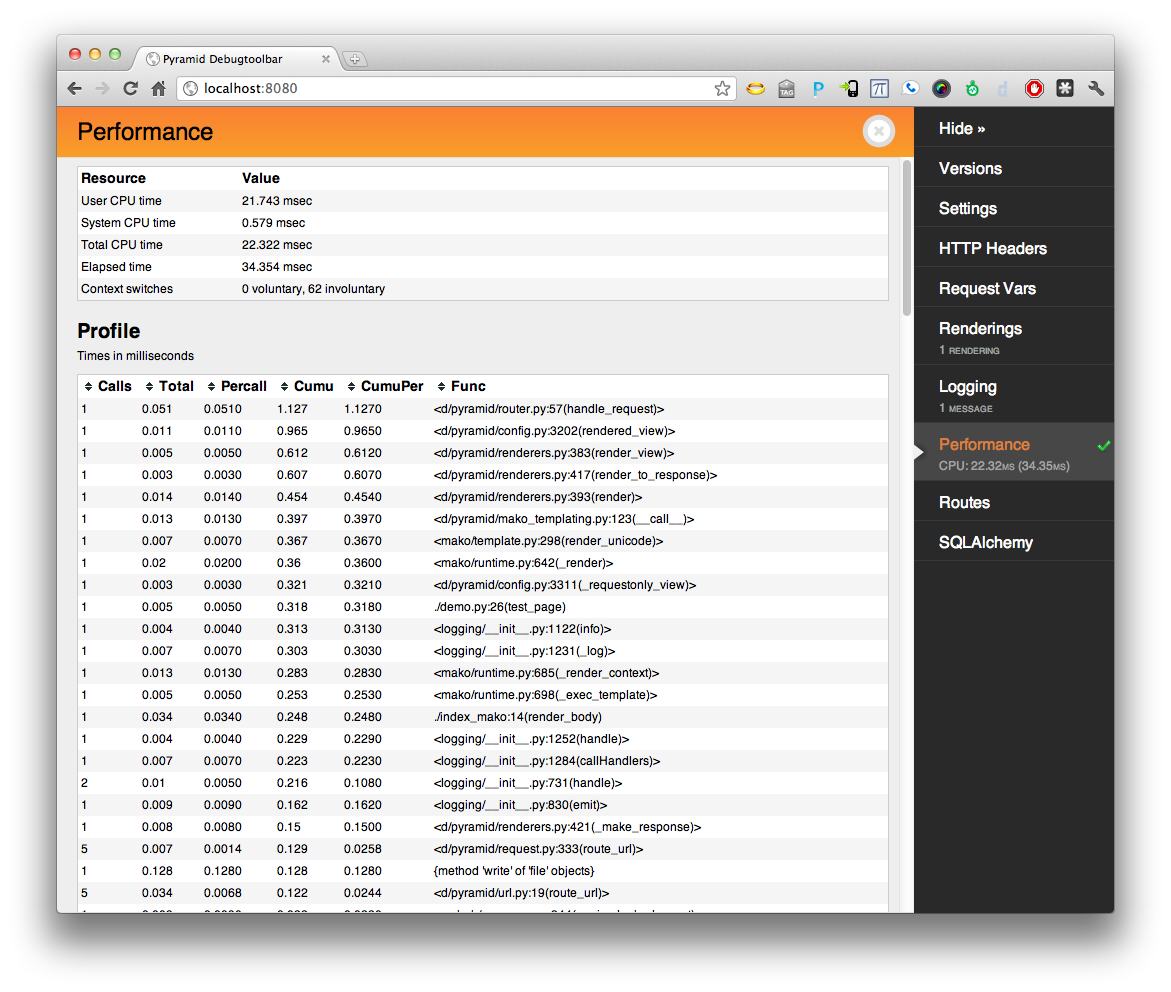 Pyramid Debugtoolbar
localhost:8080
Performance
Resource Value
User CPU time 21.743 msec
System CPU time 0.579 msec
Total CPU time 22.322 msec
Elapsed time 34.354 msec
Context switches 0 voluntary, 62 involuntary
Profile
Times in milliseconds
Calls Total Percall Cumu CumuPer Func
1 0.051 0.0510 1.127 1.1270 <d/pyramid/router.py:57(handle_request)>
1 0.011 0.0110 0.965 0.9650 <d/pyramid/config.py:3202(rendered_view)>
1 0.005 0.0050 0.612 0.6120 <d/pyramid/renderers.py:383(render_view)>
1 0.003 0.0030 0.607 0.6070 <d/pyramid/renderers.py:417(render_to_response)>
1 0.014 0.0140 0.454 0.4540 <d/pyramid/renderers.py:393(render)>
1 0.013 0.0130 0.397 0.3970 <d/pyramid/mako_templating.py:123(__call__)>
1 0.007 0.0070 0.367 0.3670 <mako/template.py:298(render_unicode)>
1 0.02 0.0200 0.36 0.3600 <mako/runtime.py:642(_render)>
1 0.003 0.0030 0.321 0.3210 <d/pyramid/config.py:3311(_requestonly_view)>
1 0.005 0.0050 0.318 0.3180 ./demo.py:26(test_page)
1 0.004 0.0040 0.313 0.3130 <logging/__init__.py:1122(info)>
1 0.007 0.0070 0.303 0.3030 <logging/__init__.py:1231(_log)>
1 0.013 0.0130 0.283 0.2830 <mako/runtime.py:685(_render_context)>
1 0.005 0.0050 0.253 0.2530 <mako/runtime.py:698(_exec_template)>
1 0.034 0.0340 0.248 0.2480 ./index_mako:14(render_body)
1 0.004 0.0040 0.229 0.2290 <logging/__init__.py:1252(handle)>
1 0.007 0.0070 0.223 0.2230 <logging/__init__.py:1284(callHandlers)>
2 0.01 0.0050 0.216 0.1080 <logging/__init__.py:731(handle)>
1 0.009 0.0090 0.162 0.1620 <logging/__init__.py:830(emit)>
1 0.008 0.0080 0.15 0.1500 <d/pyramid/renderers.py:421(_make_response)>
5 0.007 0.0014 0.129 0.0258 <d/pyramid/request.py:333(route_url)>
1 0.128 0.1280 0.128 0.1280 {method 'write' of 'file' objects}
5 0.034 0.0068 0.122 0.0244 <d/pyramid/url.py:19(route_url)>
Hide »
Versions
Settings
HTTP Headers
Request Vars
Renderings
1 RENDERING
Logging
1 MESSAGE
Performance
CPU: 22.32MS (34.35MS)
Routes
SQLAlchemy